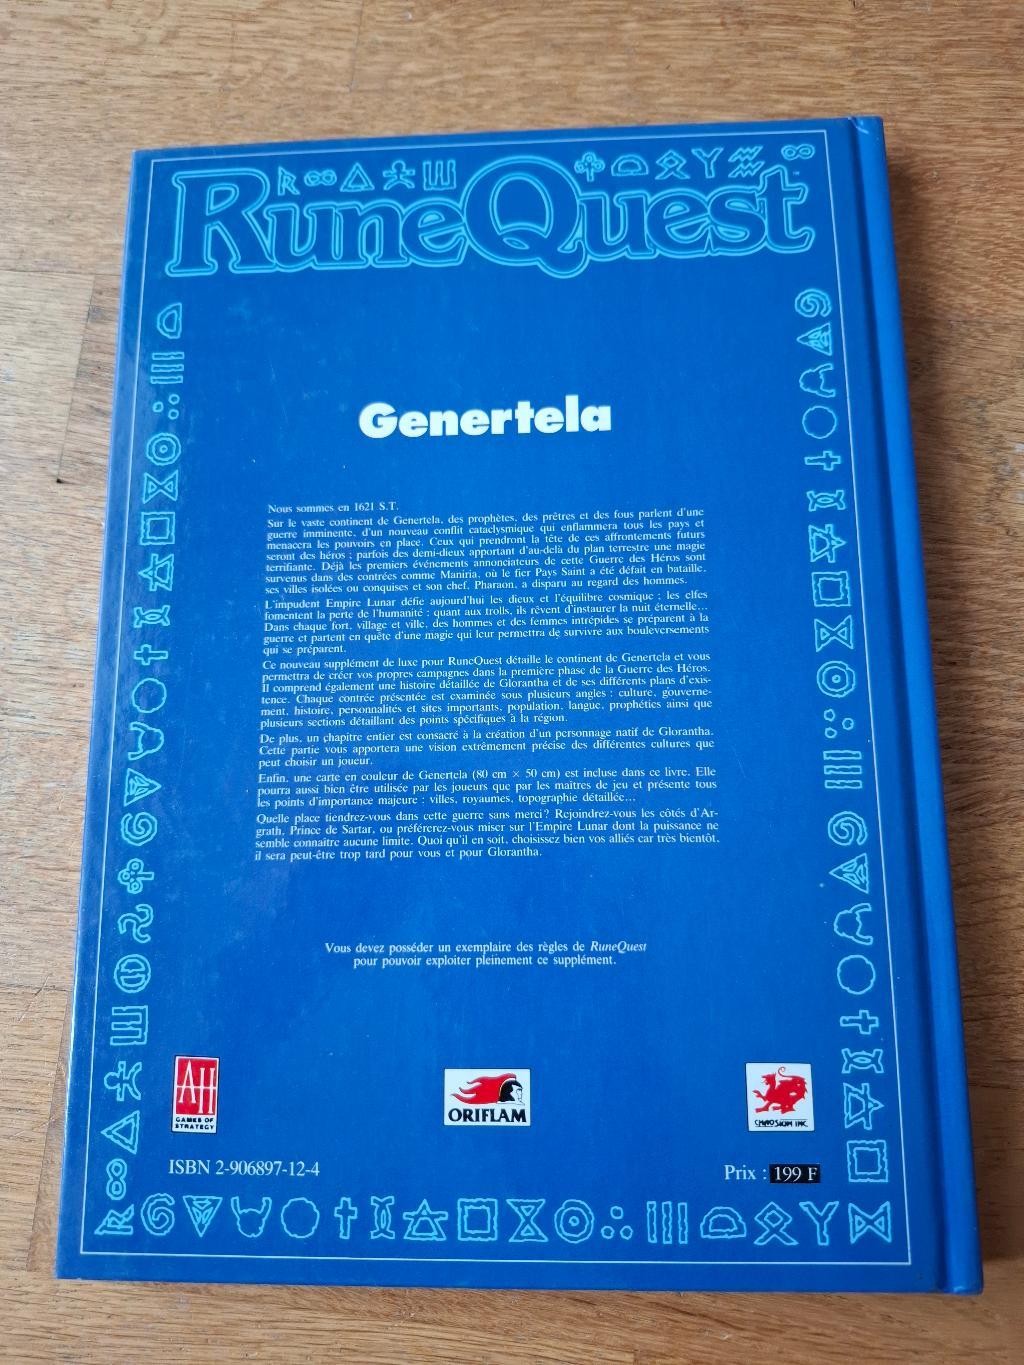 RuneQuest™
Genertela
Nous sommes en 1621 S.T.
Sur le vaste continent de Genertela, des prophètes, des prêtres et des fous parlent d'une
guerre imminente, d'un nouveau conflit cataclysmique qui enflammera tous les pays et
menacera les pouvoirs en place. Ceux qui prendront la tête de ces affrontements futurs
seront des héros ; parfois des demi-dieux apportant d'au-delà du plan terrestre une magie
terrifiante. Déjà les premiers événements annonciateurs de cette Guerre des Héros sont
survenus dans des contrées comme Maniria, où le fier Pays Saint a été défait en bataille,
ses villes isolées ou conquises et son chef, Pharaon, a disparu au regard des hommes.
L'impudent Empire Lunar défie aujourd'hui les dieux et l'équilibre cosmique ; les elfes
fomentent la perte de l'humanité ; quant aux trolls, ils rêvent d'instaurer la nuit éternelle...
Dans chaque fort, village et ville, des hommes et des femmes intrépides se préparent à la
guerre et partent en quête d'une magie qui leur permettra de survivre aux bouleversements
qui se préparent.
Ce nouveau supplément de luxe pour RuneQuest détaille le continent de Genertela et vous
permettra de créer vos propres campagnes dans la première phase de la Guerre des Héros.
Il comprend également une histoire détaillée de Glorantha et de ses différents plans d'exis-
tence. Chaque contrée présentée est examinée sous plusieurs angles : culture, gouverne-
ment, histoire, personnalités et sites importants, population, langue, prophéties ainsi que
plusieurs sections détaillant des points spécifiques à la région.
De plus, un chapitre entier est consacré à la création d'un personnage natif de Glorantha.
Cette partie vous apportera une vision extrêmement précise des différentes cultures que
peut choisir un joueur.
Enfin, une carte en couleur de Genertela (80 cm × 50 cm) est incluse dans ce livre. Elle
pourra aussi bien être utilisée par les joueurs que par les maîtres de jeu et présente tous
les points d'importance majeure : villes, royaumes, topographie détaillée...
Quelle place tiendrez-vous dans cette guerre sans merci ? Rejoindrez-vous les côtés d'Ar-
grath, Prince de Sartar, ou préférerez-vous miser sur l'Empire Lunar dont la puissance ne
semble connaître aucune limite. Quoi qu'il en soit, choisissez bien vos alliés car très bientôt,
il sera peut-être trop tard pour vous et pour Glorantha.
Vous devez posséder un exemplaire des règles de RuneQuest
pour pouvoir exploiter pleinement ce supplément.
AH
GAMES OF
STRATEGY
ORIFLAM
CHAOSIUM INC.
ISBN 2-906897-12-4
Prix : 199 F